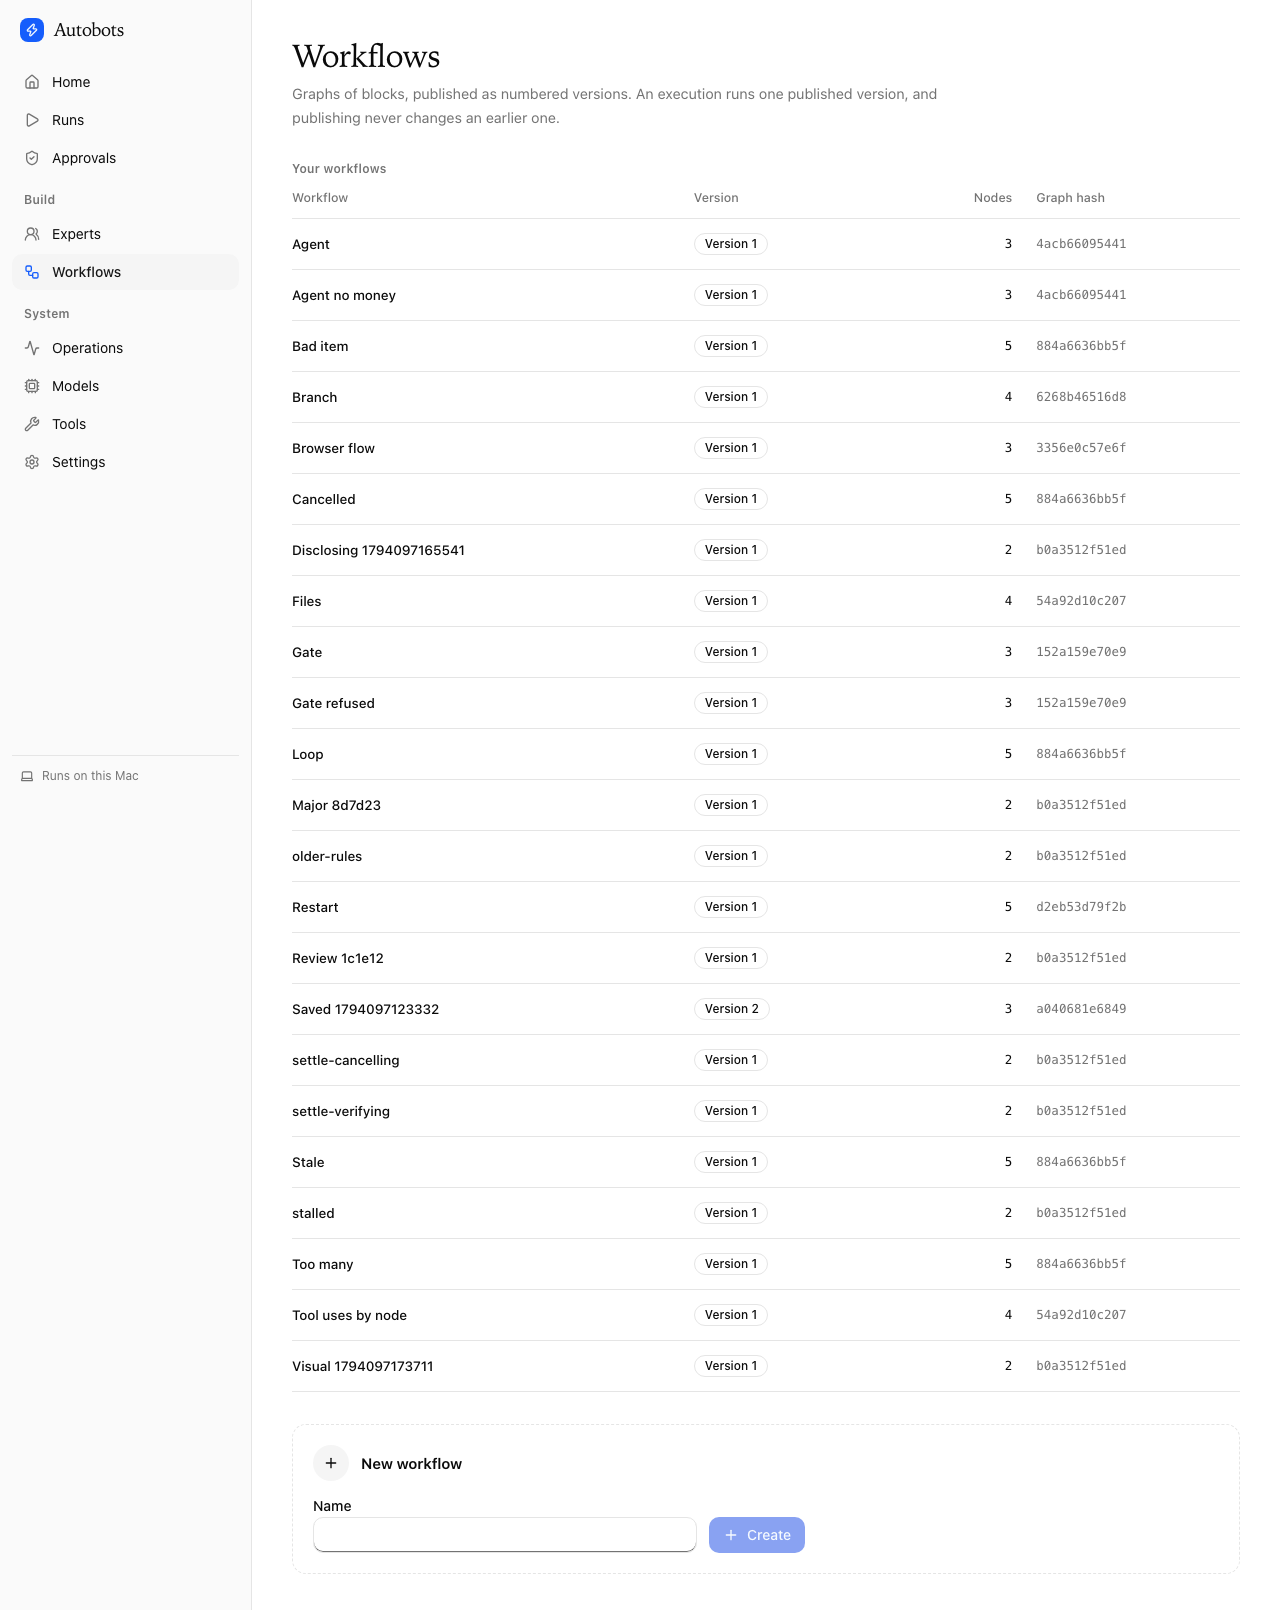 Autobots
Home
Runs
Approvals
Build
Experts
Workflows
System
Operations
Models
Tools
Settings
Runs on this Mac
Workflows
Graphs of blocks, published as numbered versions. An execution runs one published version, and
publishing never changes an earlier one.
Your workflows
Workflow Version Nodes Graph hash
Agent Version 1 3 4acb66095441
Agent no money Version 1 3 4acb66095441
Bad item Version 1 5 884a6636bb5f
Branch Version 1 4 6268b46516d8
Browser flow Version 1 3 3356e0c57e6f
Cancelled Version 1 5 884a6636bb5f
Disclosing 1794097165541 Version 1 2 b0a3512f51ed
Files Version 1 4 54a92d10c207
Gate Version 1 3 152a159e70e9
Gate refused Version 1 3 152a159e70e9
Loop Version 1 5 884a6636bb5f
Major 8d7d23 Version 1 2 b0a3512f51ed
older-rules Version 1 2 b0a3512f51ed
Restart Version 1 5 d2eb53d79f2b
Review 1c1e12 Version 1 2 b0a3512f51ed
Saved 1794097123332 Version 2 3 a040681e6849
settle-cancelling Version 1 2 b0a3512f51ed
settle-verifying Version 1 2 b0a3512f51ed
Stale Version 1 5 884a6636bb5f
stalled Version 1 2 b0a3512f51ed
Too many Version 1 5 884a6636bb5f
Tool uses by node Version 1 4 54a92d10c207
Visual 1794097173711 Version 1 2 b0a3512f51ed
New workflow
Name
Create